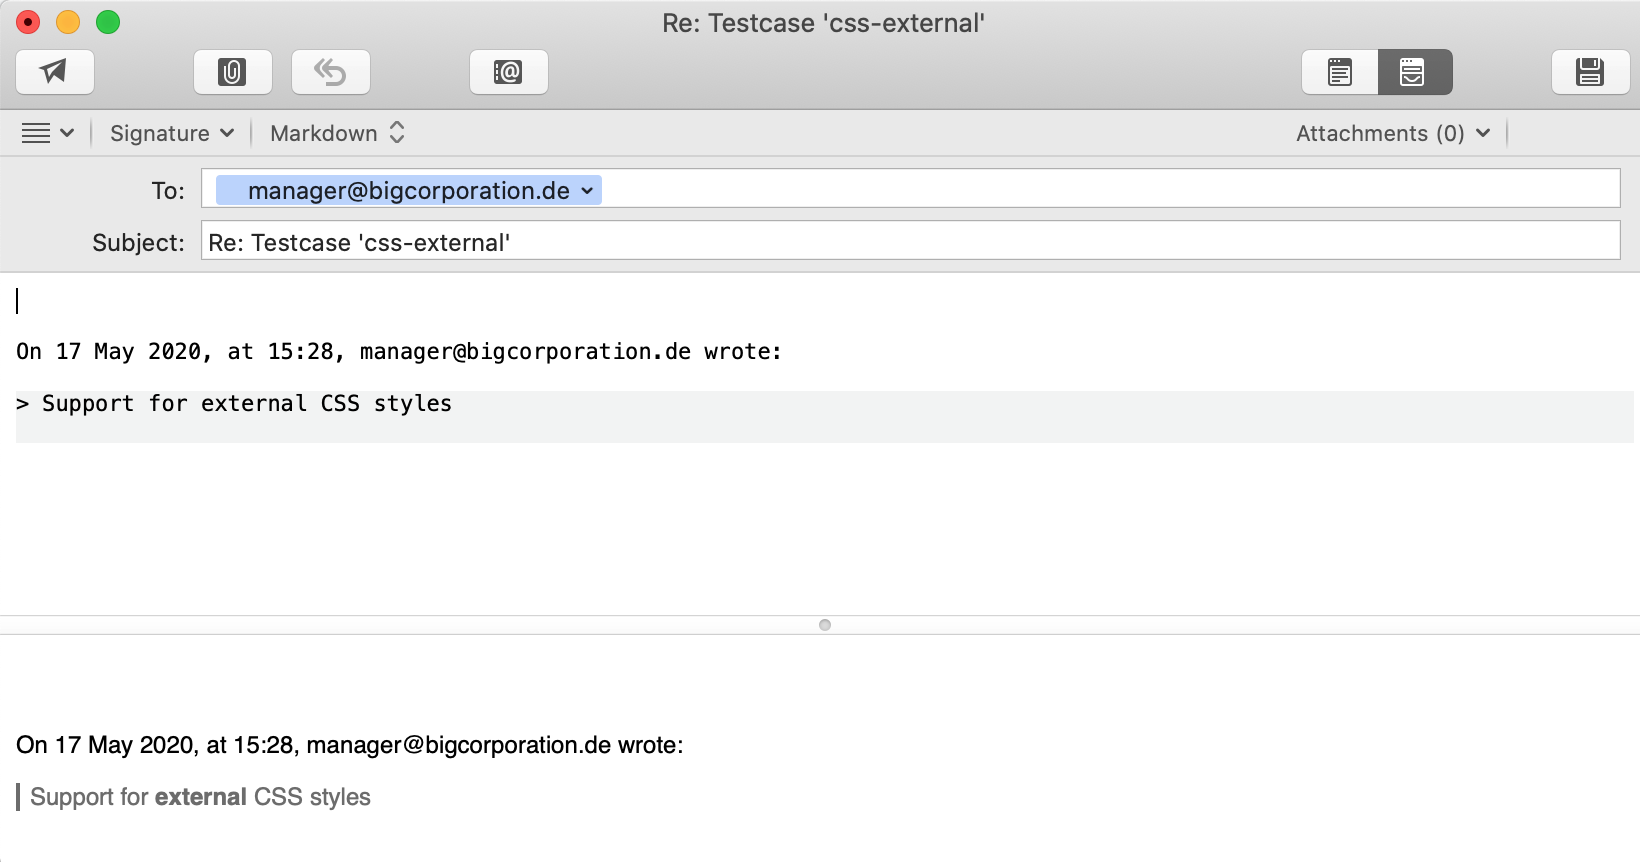 Re: Testcase 'css-external'
Signature
Markdown
Attachments (0)
To: manager@bigcorporation.de
Subject: Re: Testcase 'css-external'
On 17 May 2020, at 15:28, manager@bigcorporation.de wrote:
> Support for external CSS styles
On 17 May 2020, at 15:28, manager@bigcorporation.de wrote:
Support for external CSS styles